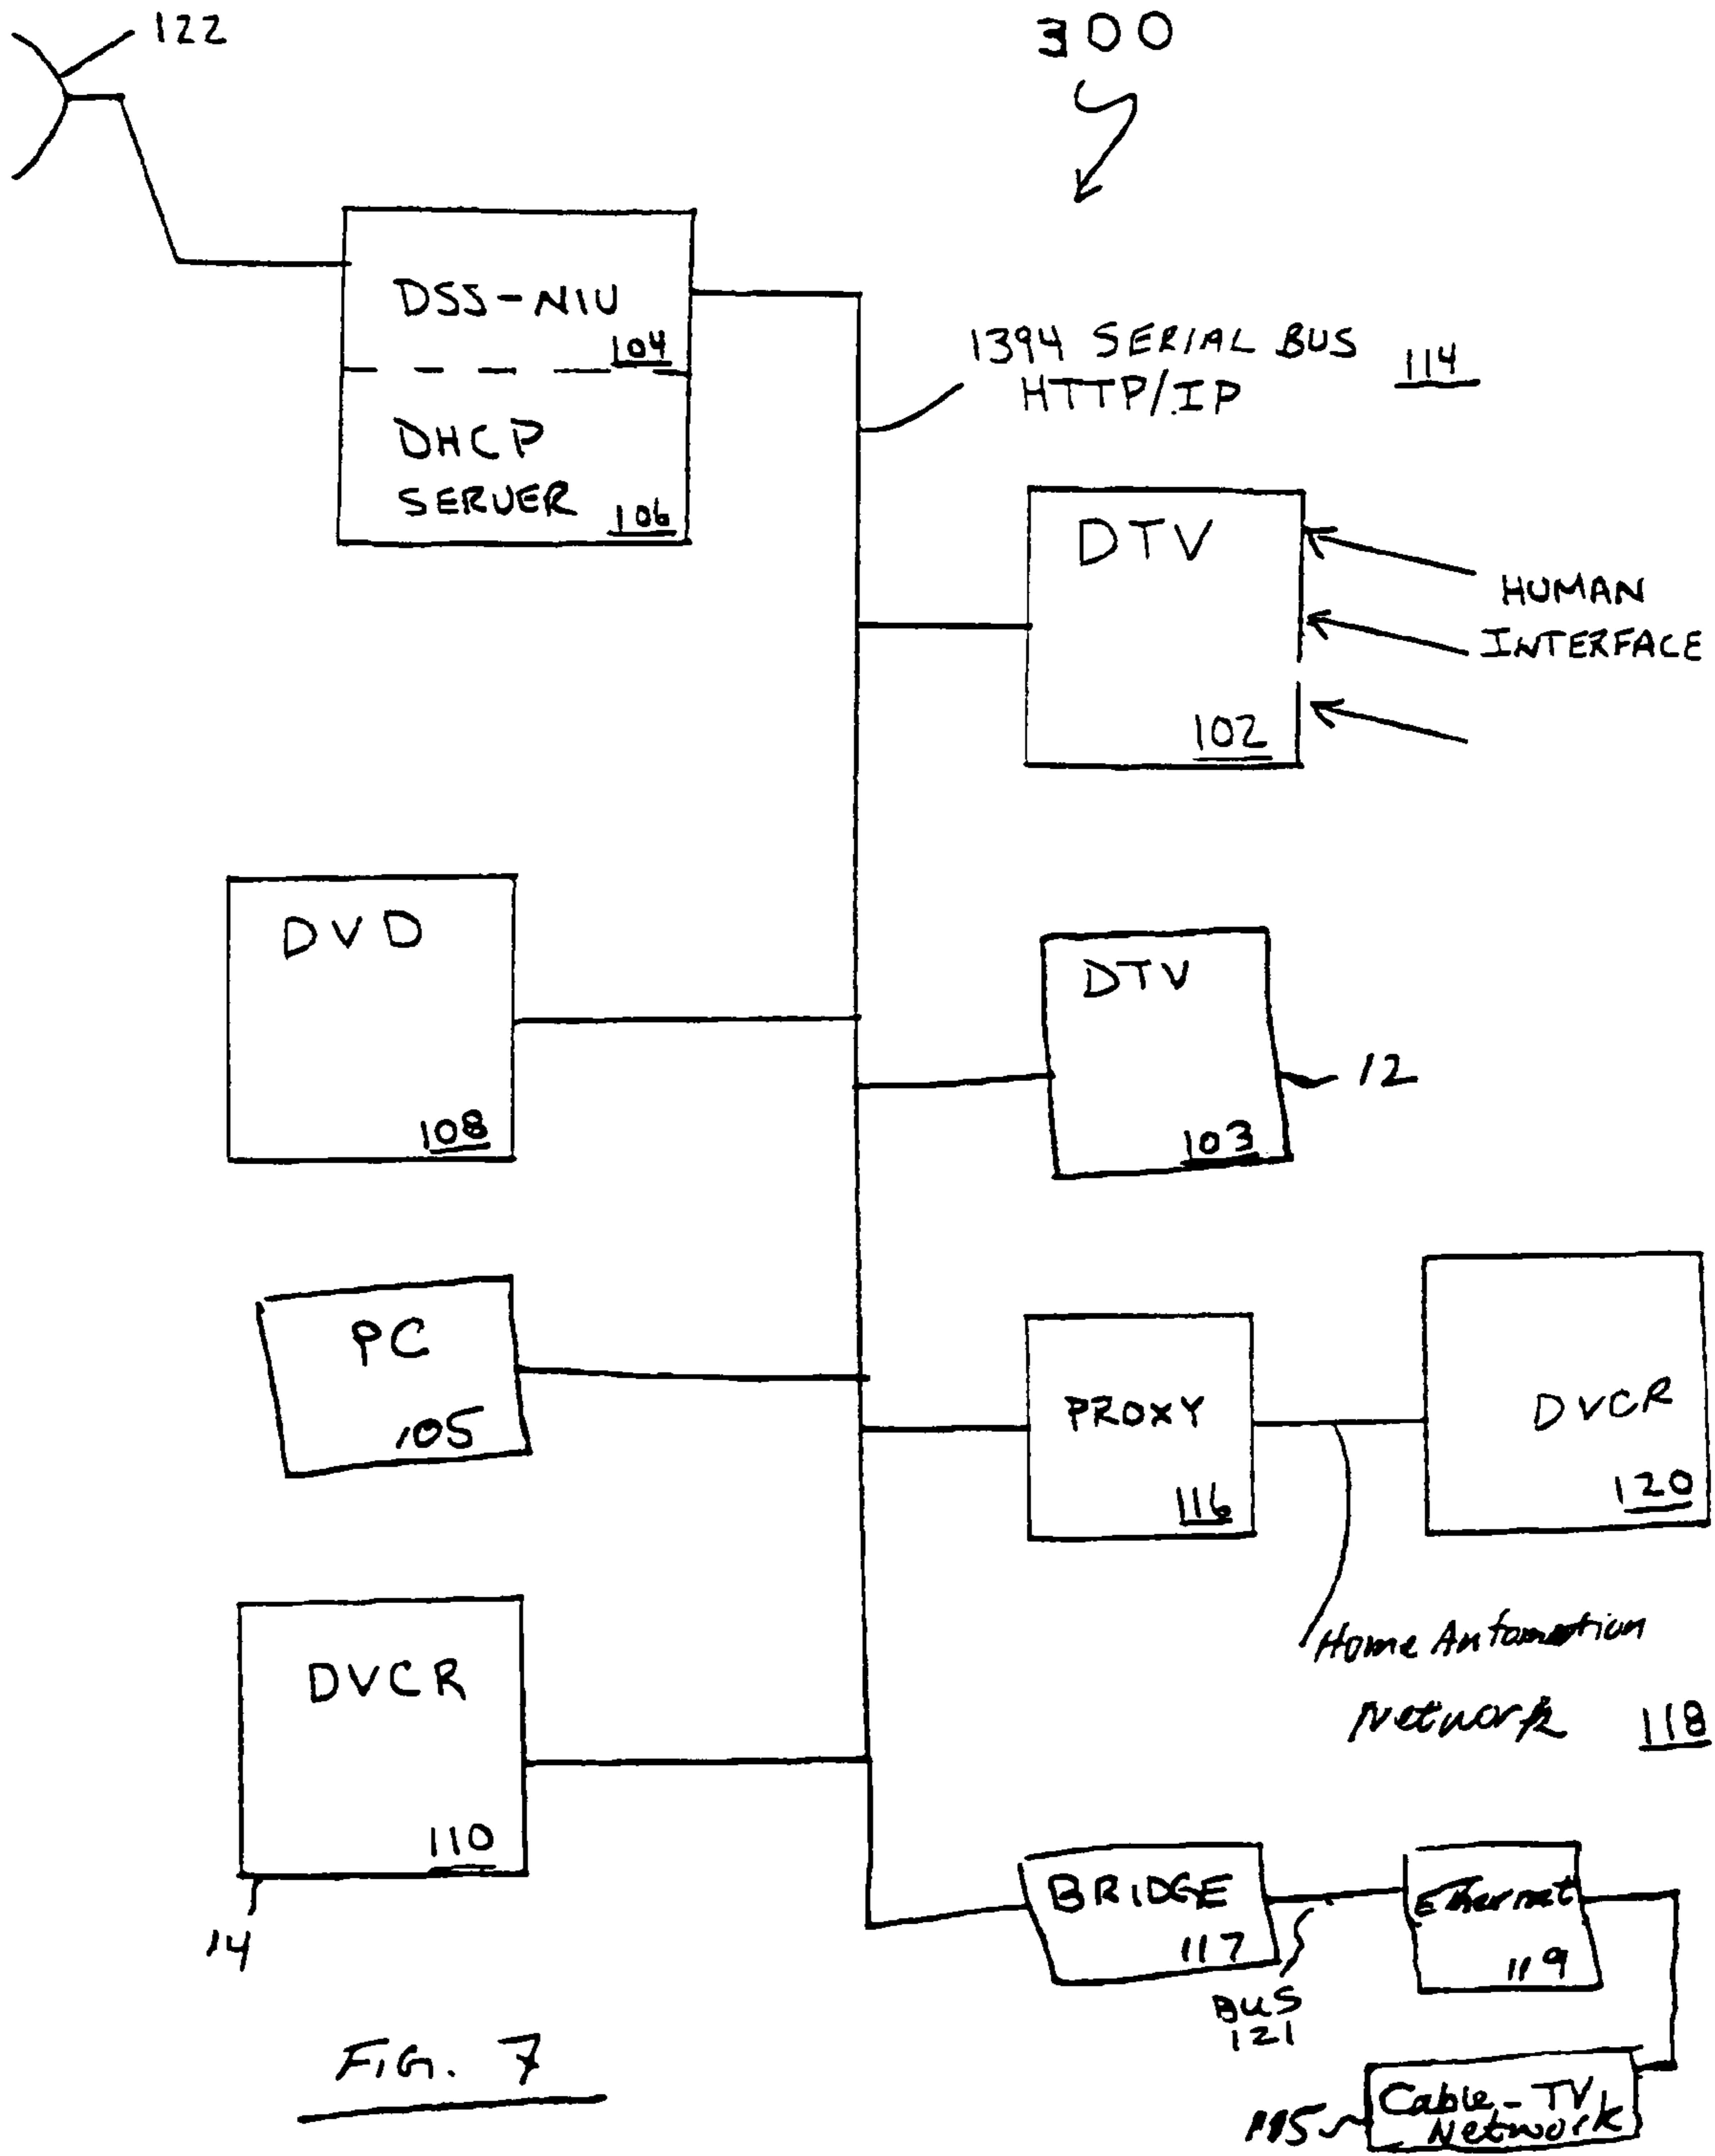 122
300
DSS-NIU
104
DHCP
SERVER
106
1394 SERIAL BUS
HTTP/IP
114
DTV
102
HUMAN
INTERFACE
DVD
108
DTV
12
103
PC
105
PROXY
116
DVCR
120
Home Automation
Network 118
DVCR
110
14
BRIDGE
117
BUS
121
Ethernet
119
Cable-TV
Network
115
FIG. 7